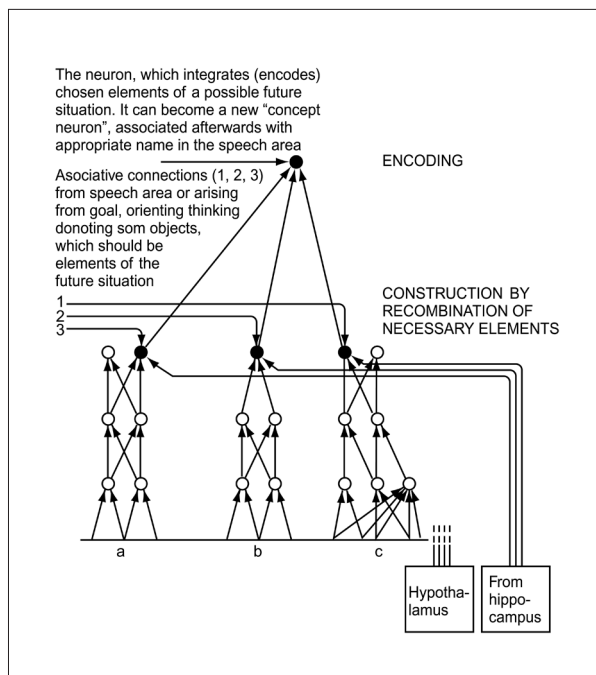 The neuron, which integrates (encodes)
chosen elements of a possible future
situation. It can become a new “concept
neuron”, associated afterwards with
appropriate name in the speech area
ENCODING
Asociative connections (1, 2, 3)
from speech area or arising
from goal, orienting thinking
donoting som objects,
which should be
elements of the
future situation
CONSTRUCTION BY
RECOMBINATION OF
NECESSARY ELEMENTS
1
2
3
a
b
c
Hypotha-
lamus
From
hippo-
campus